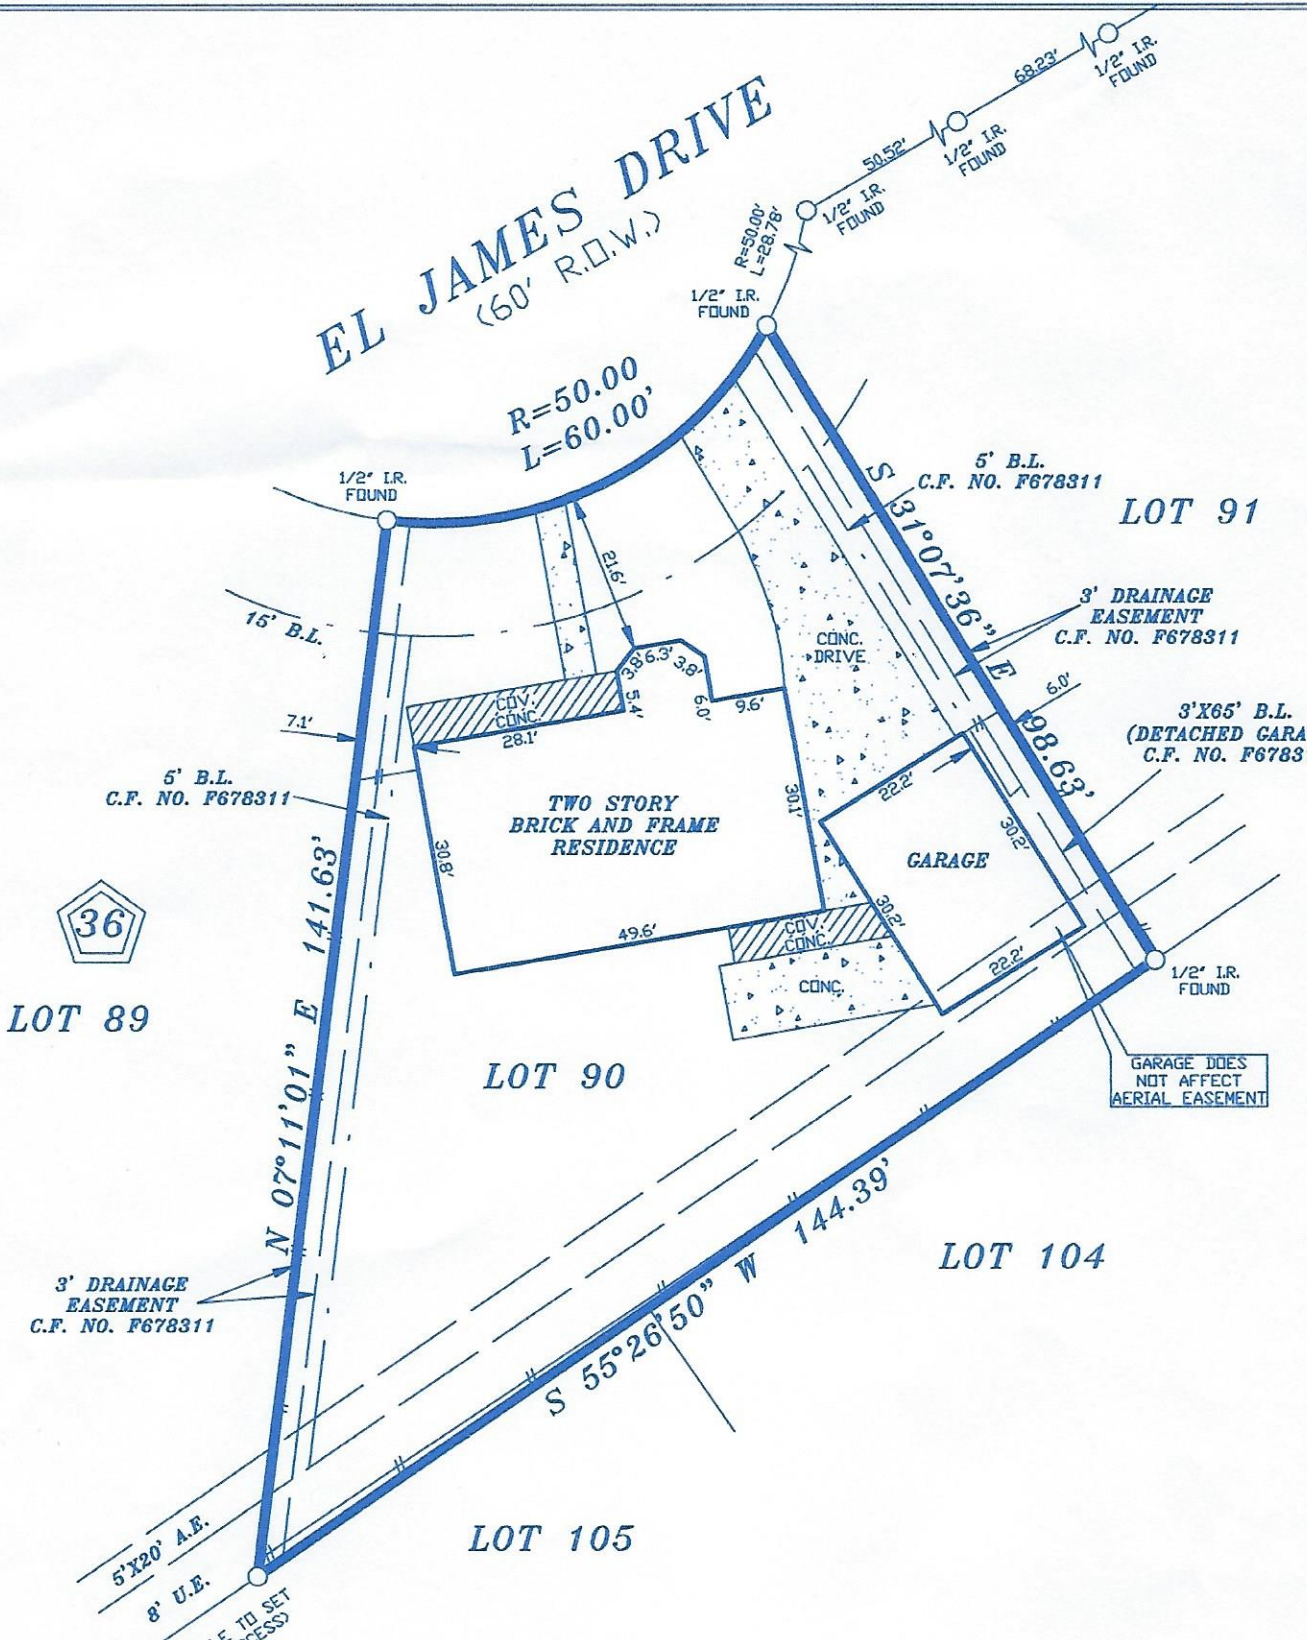 68.23'
1/2" I.R.
FOUND
50.52'
1/2" I.R.
FOUND
1/2" I.R.
FOUND
EL JAMES DRIVE
(60' R.O.W.)
R=50.00'
L=28.78'
1/2" I.R.
FOUND
R=50.00
L=60.00'
1/2" I.R.
FOUND
5' B.L.
C.F. NO. F678311
LOT 91
S 31°07'36" E 98.63'
21.6'
15' B.L.
3' DRAINAGE
EASEMENT
C.F. NO. F678311
CONC.
DRIVE
3.8'
6.3'
3.8'
5.4'
6.0'
9.6'
6.0'
COV.
CONC.
28.1'
7.1'
3'X65' B.L.
(DETACHED GARA
C.F. NO. F6783
5' B.L.
C.F. NO. F678311
22.2'
30.1'
TWO STORY
BRICK AND FRAME
RESIDENCE
30.2'
GARAGE
30.8'
30.2'
36
49.6'
COV.
CONC.
22.2'
CONC.
1/2" I.R.
FOUND
LOT 89
N 07°11'01" E 141.63'
LOT 90
GARAGE DOES
NOT AFFECT
AERIAL EASEMENT
S 55°26'50" W 144.39'
LOT 104
3' DRAINAGE
EASEMENT
C.F. NO. F678311
LOT 105
5'X20' A.E.
8' U.E.
TO SET